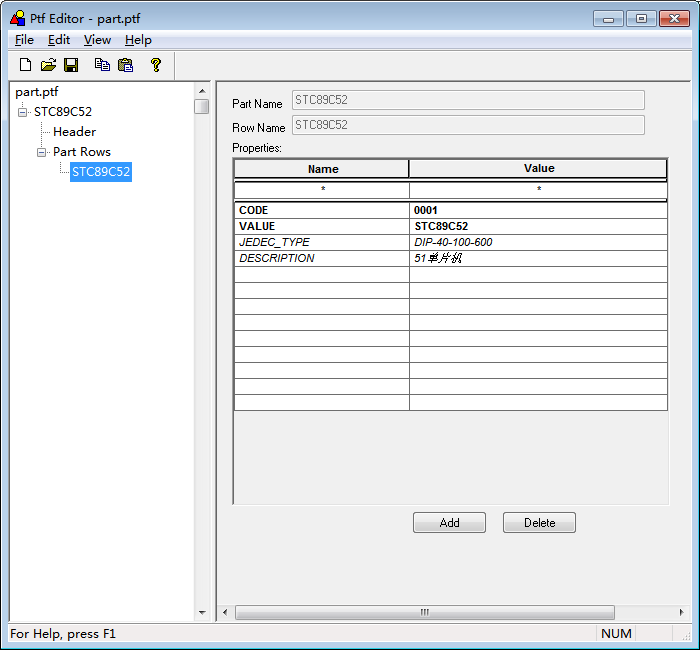 Ptf Editor - part.ptf
File Edit View Help
part.ptf
STC89C52
Header
Part Rows
STC89C52
Part Name STC89C52
Row Name STC89C52
Properties:
Name Value
* *
CODE 0001
VALUE STC89C52
JEDEC_TYPE DIP-40-100-600
DESCRIPTION 51单片机
Add Delete
For Help, press F1 NUM